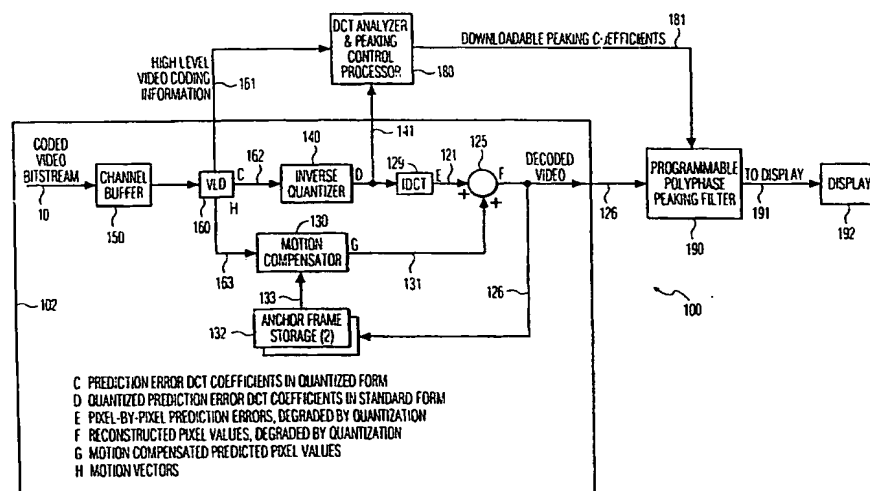 DCT ANALYZER
& PEAKING
CONTROL
PROCESSOR
180
DOWNLOADABLE PEAKING C-EFFICIENTS
181
HIGH LEVEL
VIDEO CODING
INFORMATION
161
141
CODED
VIDEO
BITSTREAM
10
CHANNEL
BUFFER
150
VLD
160
C
H
162
140
INVERSE
QUANTIZER
D
129
IDCT
E
121
125
+
+
F
DECODED
VIDEO
126
PROGRAMMABLE
POLYPHASE
PEAKING FILTER
190
TO DISPLAY
191
DISPLAY
192
163
130
MOTION
COMPENSATOR
G
131
126
133
132
ANCHOR FRAME
STORAGE (2)
102
100
C PREDICTION ERROR DCT COEFFICIENTS IN QUANTIZED FORM
D QUANTIZED PREDICTION ERROR DCT COEFFICIENTS IN STANDARD FORM
E PIXEL-BY-PIXEL PREDICTION ERRORS, DEGRADED BY QUANTIZATION
F RECONSTRUCTED PIXEL VALUES, DEGRADED BY QUANTIZATION
G MOTION COMPENSATED PREDICTED PIXEL VALUES
H MOTION VECTORS